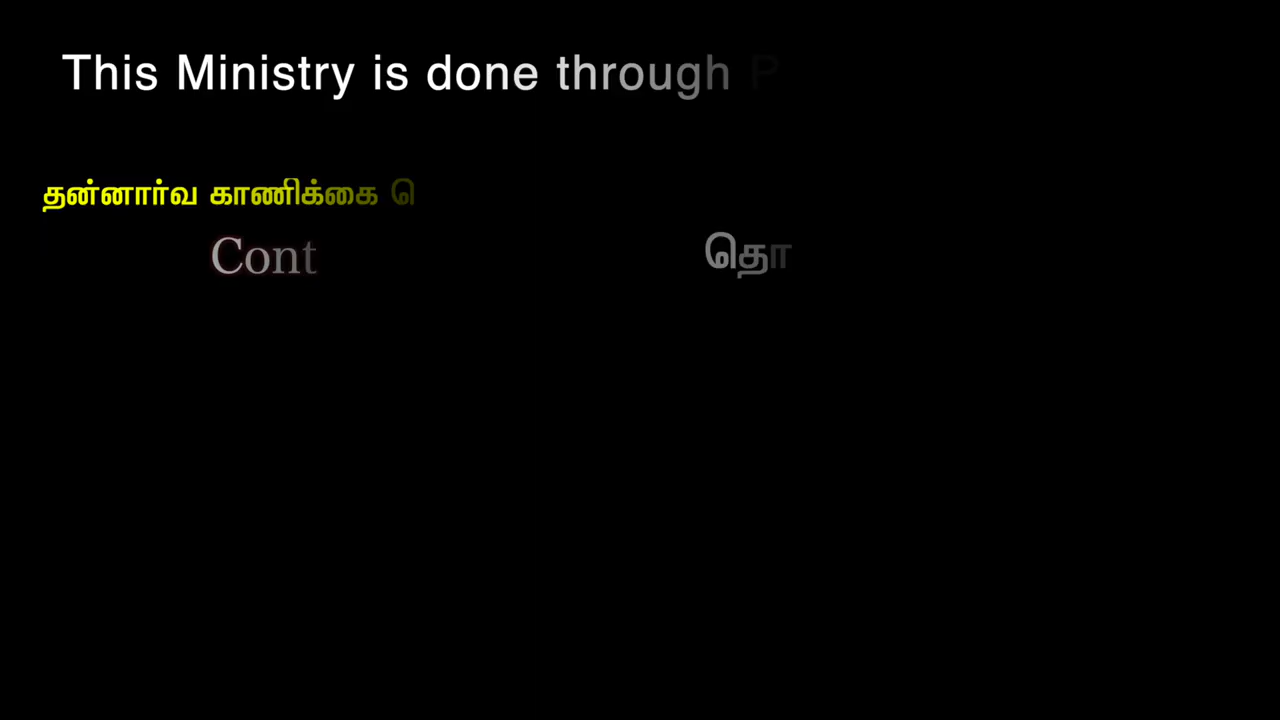 This Ministry is done through P
தன்னார்வ காணிக்கை ெ
Cont
தொ